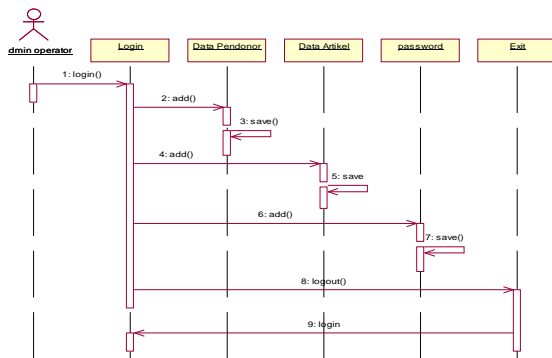 dmin operator
Login
Data Pendonor
Data Artikel
password
Exit
1: login()
2: add()
3: save()
4: add()
5: save
6: add()
7: save()
8: logout()
9: login